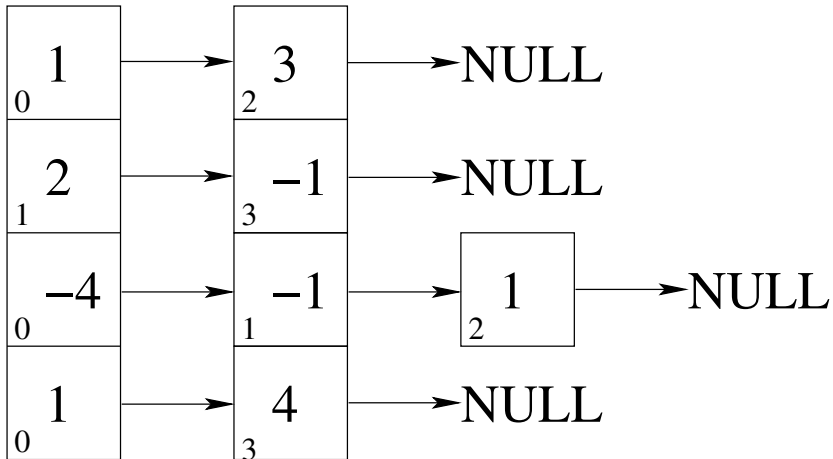 1 3 NULL
0 2
2 −1 NULL
1 3
−4 −1 1 NULL
0 1 2
1 4 NULL
0 3